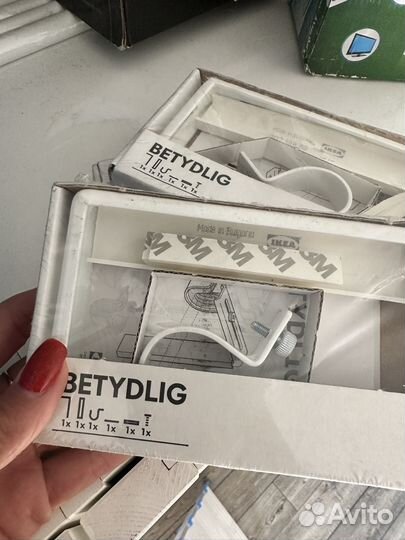 IKEA
BETYDLIG
1x 1x 1x 1x 1x 1x
Made in Bulgaria
IKEA
3M 3M 3M
BETYDLIG
1x 1x 1x 1x 1x 1x
Avito